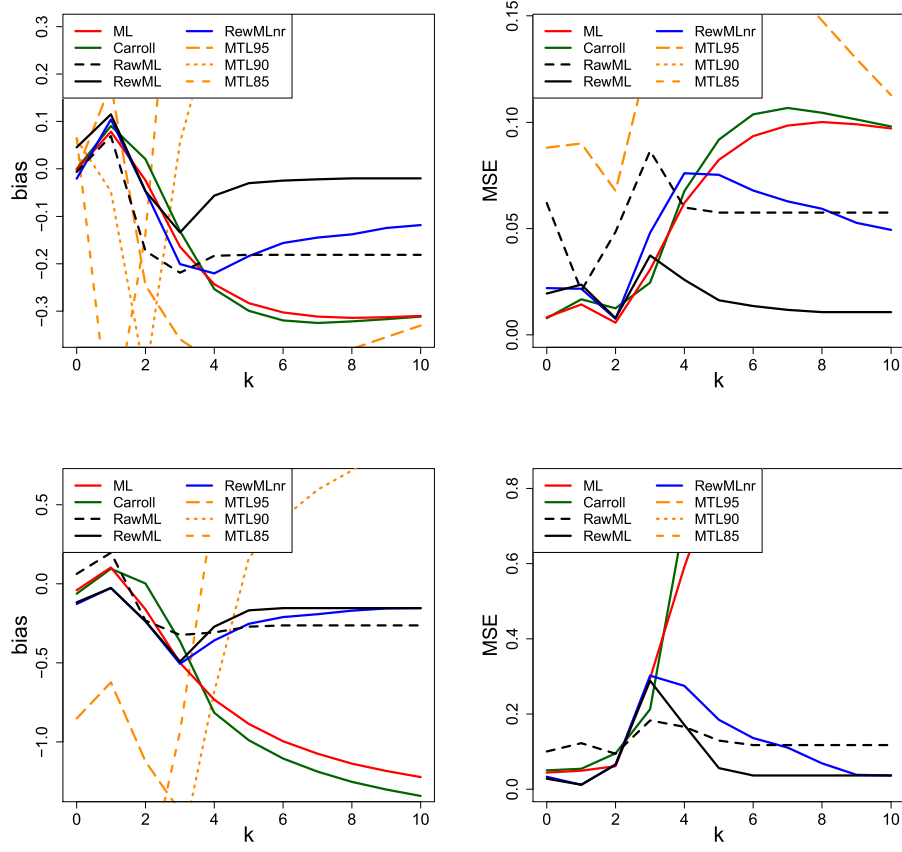 bias
0.3
0.1
0.0
−0.1
−0.2
−0.3
ML
Carroll
RawML
RewML
RewMLnr
MTL95
MTL90
MTL85
0 2 4 6 8 10
k
MSE
0.15
0.10
0.05
0.00
ML
Carroll
RawML
RewML
RewMLnr
MTL95
MTL90
MTL85
0 2 4 6 8 10
k
bias
0.5
0.0
−0.5
−1.0
ML
Carroll
RawML
RewML
RewMLnr
MTL95
MTL90
MTL85
0 2 4 6 8 10
k
MSE
0.8
0.6
0.4
0.2
0.0
ML
Carroll
RawML
RewML
RewMLnr
MTL95
MTL90
MTL85
0 2 4 6 8 10
k